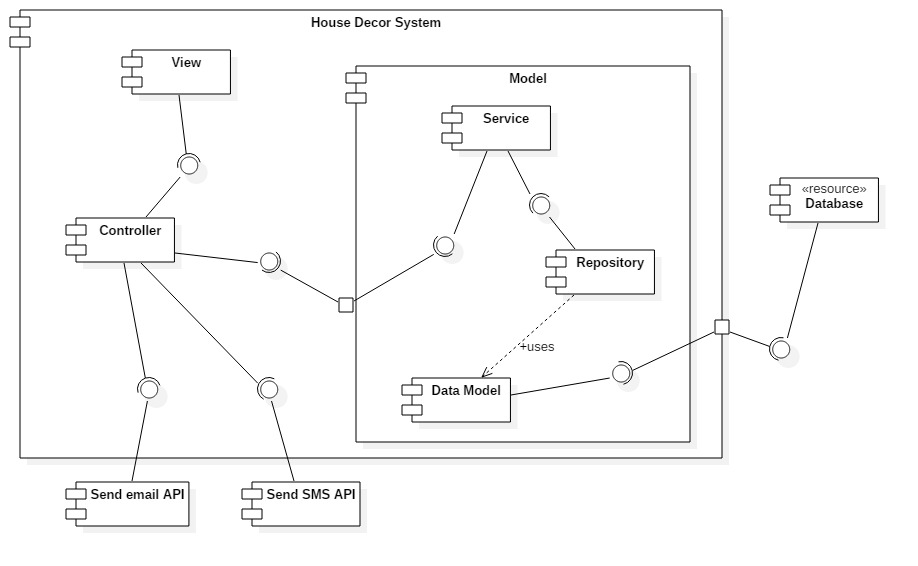 House Decor System
View
Model
Service
«resource»
Database
Controller
Repository
+uses
Data Model
Send email API
Send SMS API